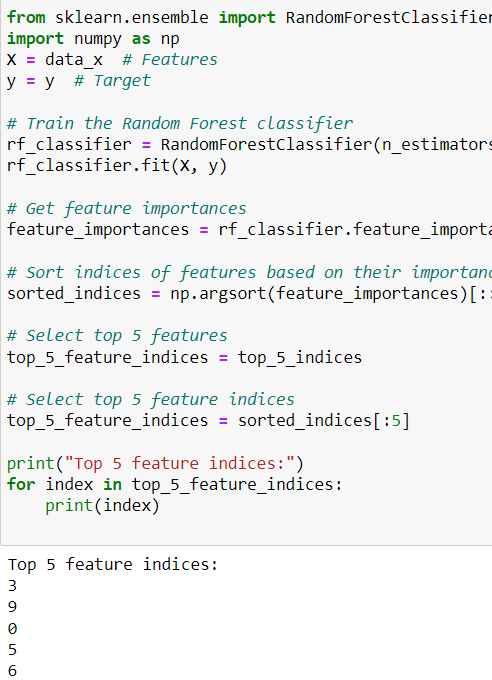 from sklearn.ensemble import RandomForestClassifier
import numpy as np
X = data_x  # Features
y = y  # Target
# Train the Random Forest classifier
rf_classifier = RandomForestClassifier(n_estimators
rf_classifier.fit(X, y)
# Get feature importances
feature_importances = rf_classifier.feature_importa
# Sort indices of features based on their importanc
sorted_indices = np.argsort(feature_importances)[::
# Select top 5 features
top_5_feature_indices = top_5_indices
# Select top 5 feature indices
top_5_feature_indices = sorted_indices[:5]
print("Top 5 feature indices:")
for index in top_5_feature_indices:
    print(index)
Top 5 feature indices:
3
9
0
5
6